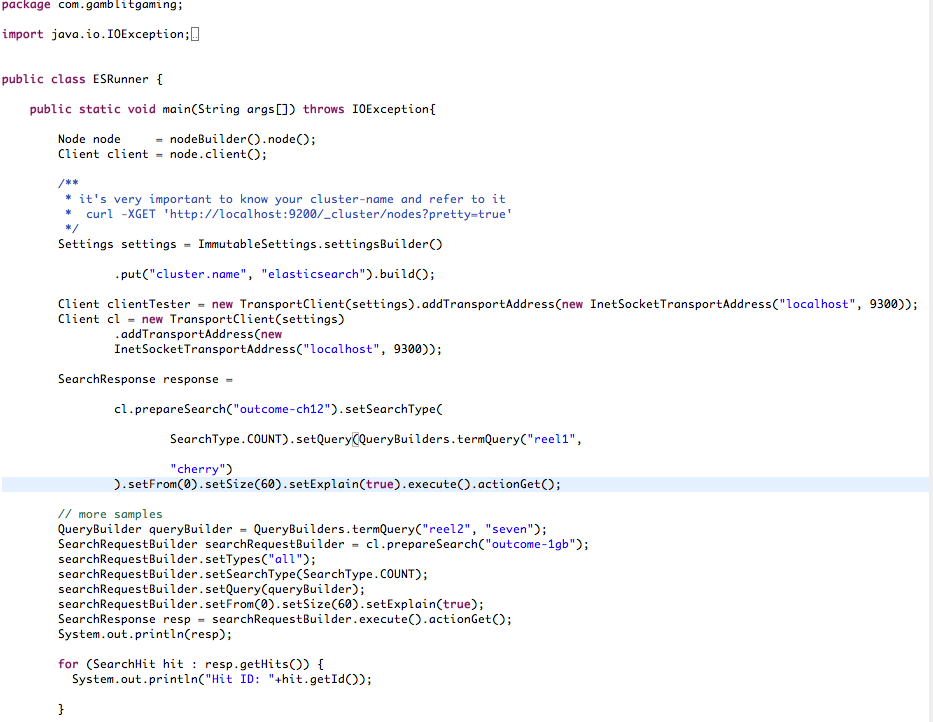 package com.gamblitgaming;
import java.io.IOException;
public class ESRunner {
public static void main(String args[]) throws IOException{
Node node     = nodeBuilder().node();
Client client = node.client();
/**
* it's very important to know your cluster-name and refer to it
*  curl -XGET 'http://localhost:9200/_cluster/nodes?pretty=true'
*/
Settings settings = ImmutableSettings.settingsBuilder()
.put("cluster.name", "elasticsearch").build();
Client clientTester = new TransportClient(settings).addTransportAddress(new InetSocketTransportAddress("localhost", 9300));
Client cl = new TransportClient(settings)
.addTransportAddress(new
InetSocketTransportAddress("localhost", 9300));
SearchResponse response =
cl.prepareSearch("outcome-ch12").setSearchType(
SearchType.COUNT).setQuery(QueryBuilders.termQuery("reel1",
"cherry")
).setFrom(0).setSize(60).setExplain(true).execute().actionGet();
// more samples
QueryBuilder queryBuilder = QueryBuilders.termQuery("reel2", "seven");
SearchRequestBuilder searchRequestBuilder = cl.prepareSearch("outcome-1gb");
searchRequestBuilder.setTypes("all");
searchRequestBuilder.setSearchType(SearchType.COUNT);
searchRequestBuilder.setQuery(queryBuilder);
searchRequestBuilder.setFrom(0).setSize(60).setExplain(true);
SearchResponse resp = searchRequestBuilder.execute().actionGet();
System.out.println(resp);
for (SearchHit hit : resp.getHits()) {
System.out.println("Hit ID: "+hit.getId());
}